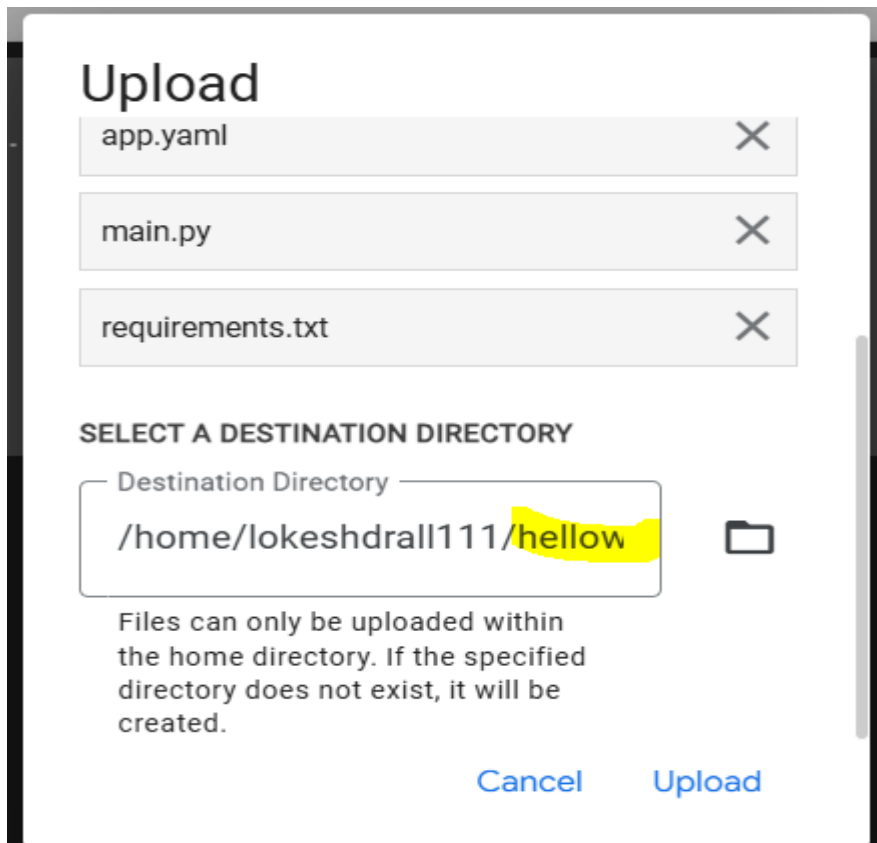 Upload
app.yaml
main.py
requirements.txt
SELECT A DESTINATION DIRECTORY
Destination Directory
/home/lokeshdrall111/hellow
Files can only be uploaded within
the home directory. If the specified
directory does not exist, it will be
created.
Cancel Upload